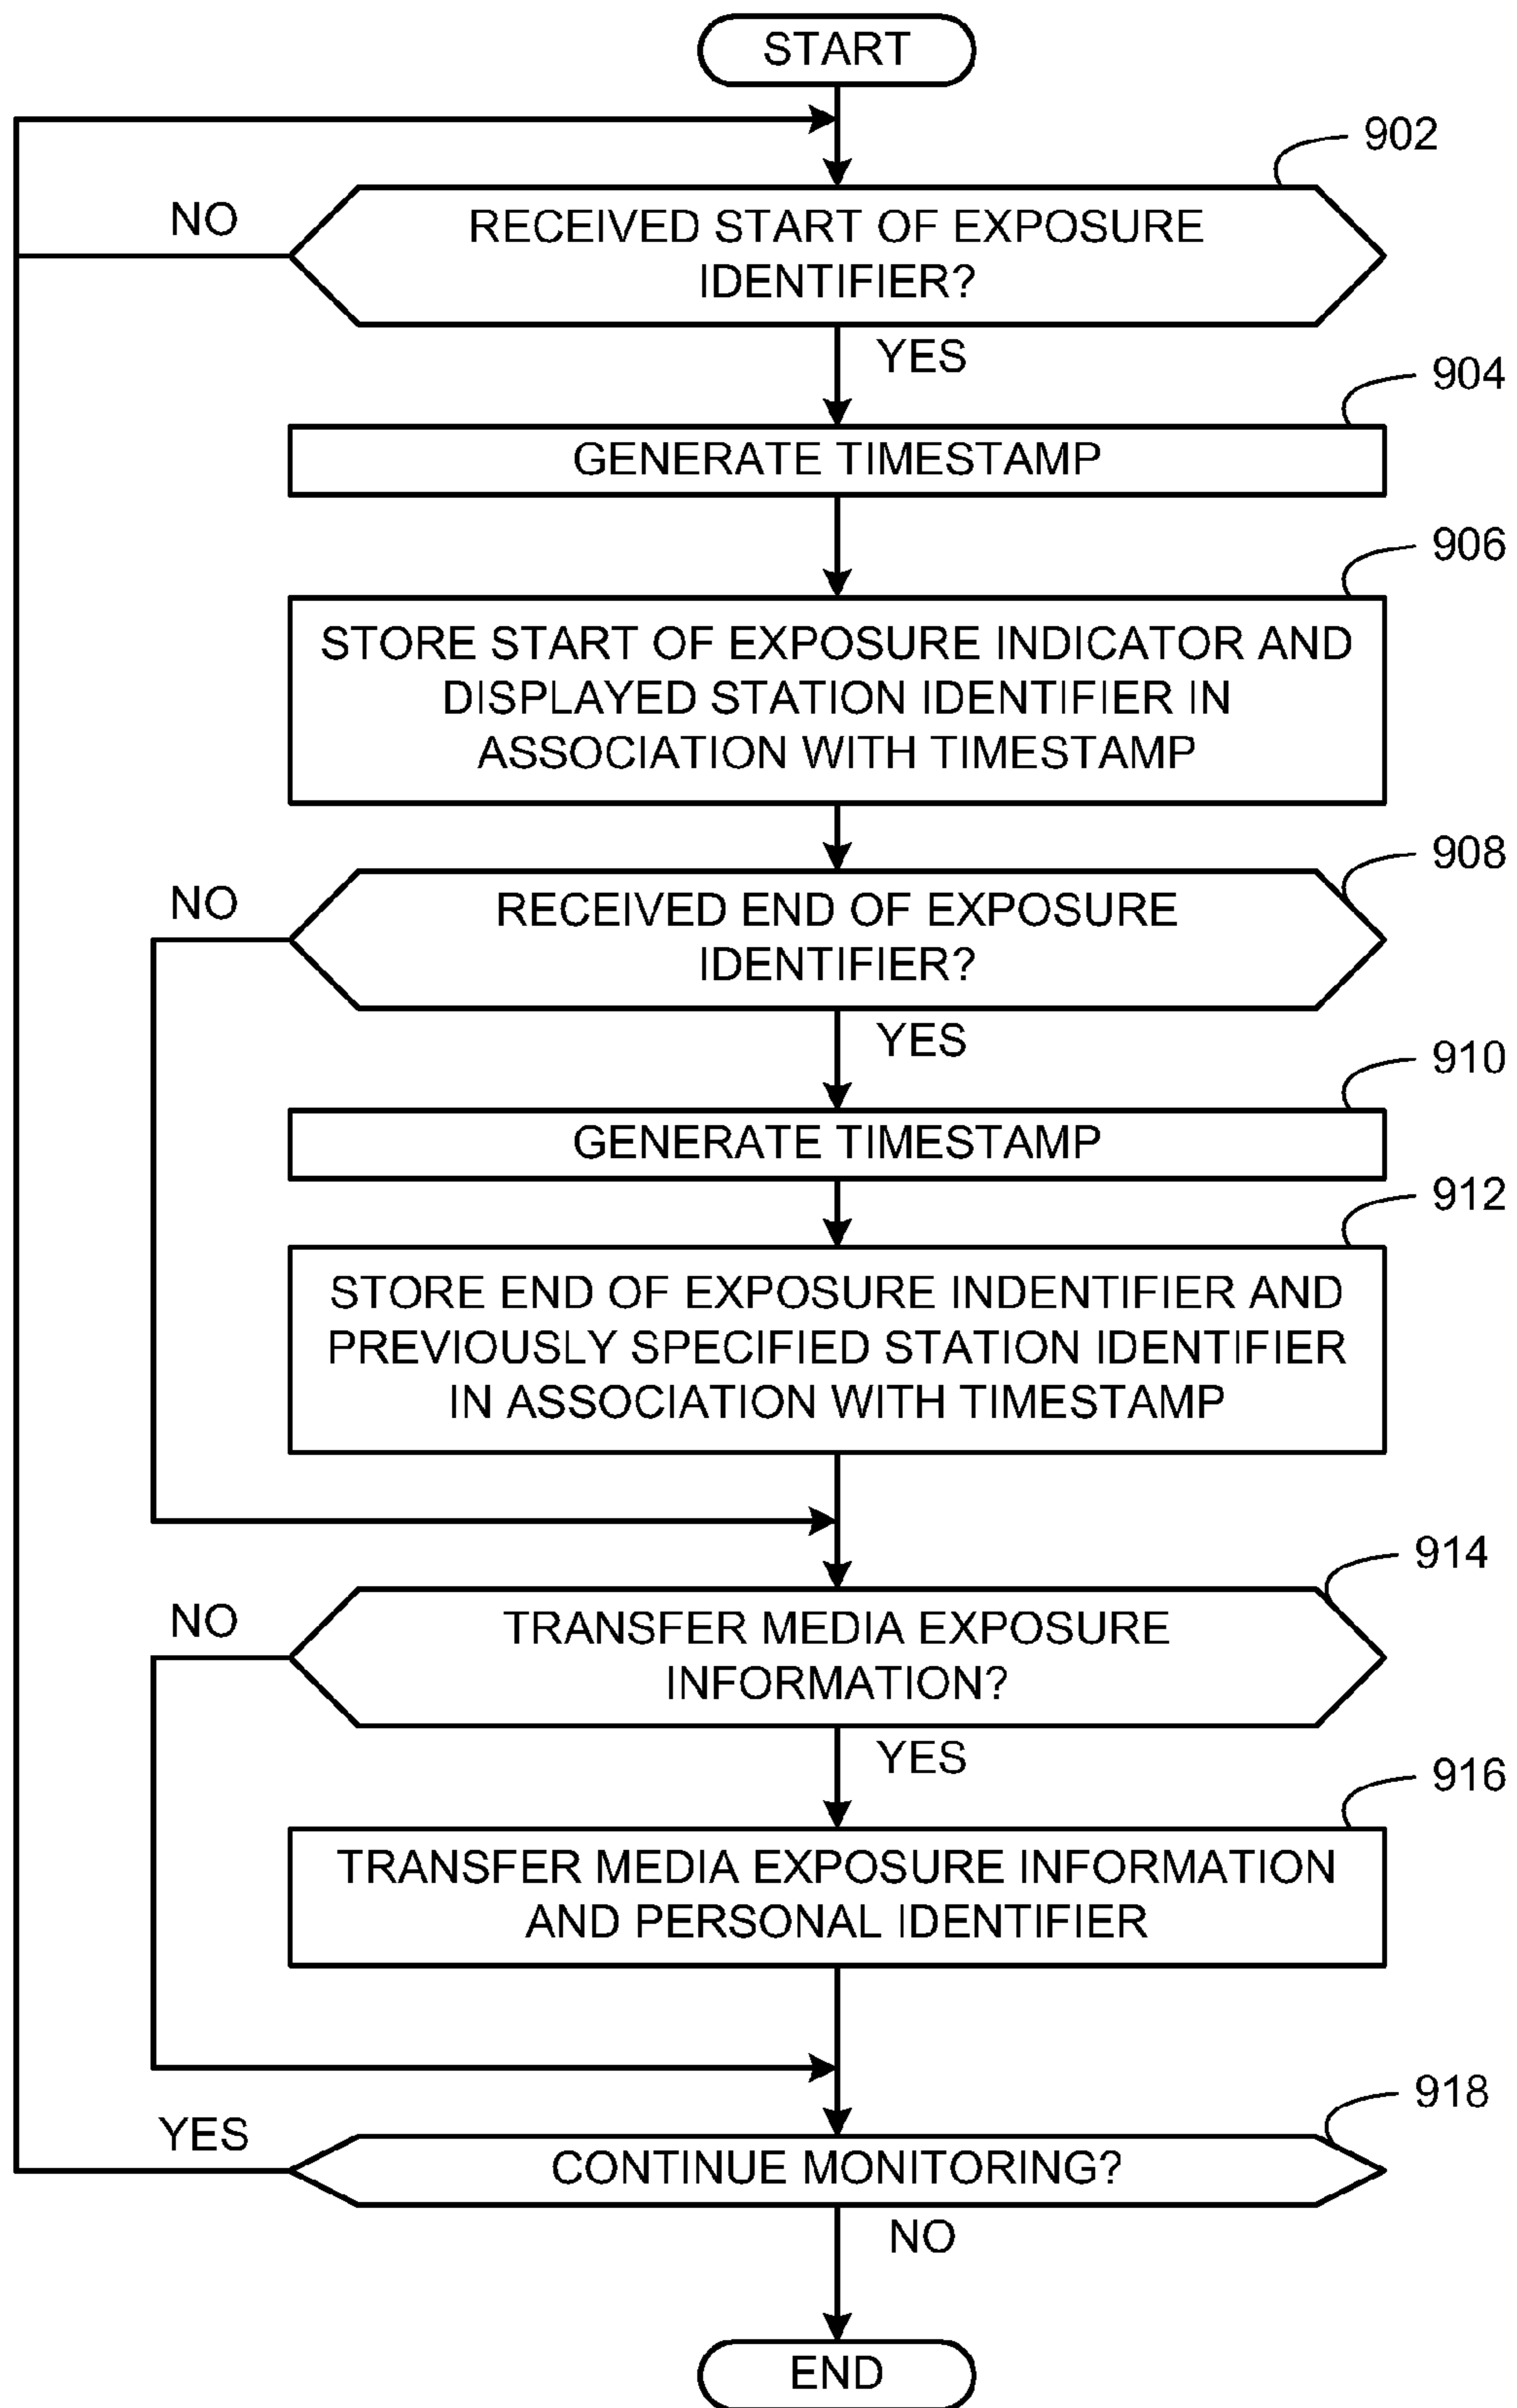 START
902
NO
RECEIVED START OF EXPOSURE
IDENTIFIER?
YES
904
GENERATE TIMESTAMP
906
STORE START OF EXPOSURE INDICATOR AND
DISPLAYED STATION IDENTIFIER IN
ASSOCIATION WITH TIMESTAMP
908
NO
RECEIVED END OF EXPOSURE
IDENTIFIER?
YES
910
GENERATE TIMESTAMP
912
STORE END OF EXPOSURE INDENTIFIER AND
PREVIOUSLY SPECIFIED STATION IDENTIFIER
IN ASSOCIATION WITH TIMESTAMP
914
NO
TRANSFER MEDIA EXPOSURE
INFORMATION?
YES
916
TRANSFER MEDIA EXPOSURE INFORMATION
AND PERSONAL IDENTIFIER
918
YES
CONTINUE MONITORING?
NO
END